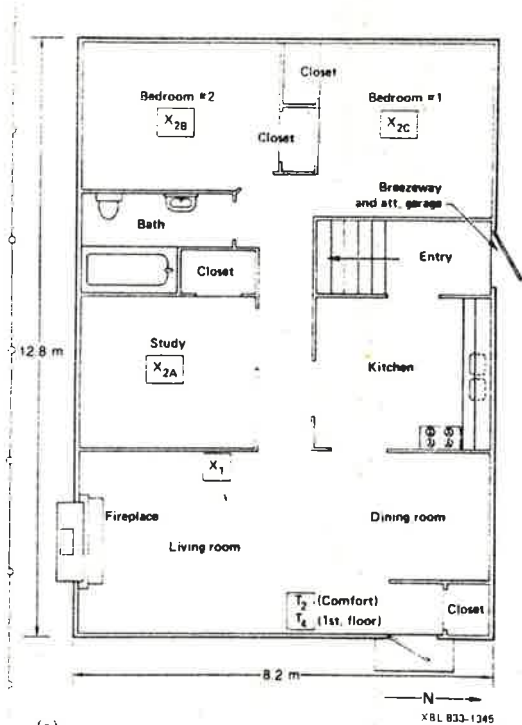 Closet
Bedroom #2
Bedroom #1
X2B
X2C
Closet
Breezeway
and att. garage
Bath
Entry
Closet
Study
12.8 m
X2A
Kitchen
X1
Fireplace
Living room
Dining room
T2 (Comfort)
T4 (1st. floor)
Closet
8.2 m
N
XBL 833-1345